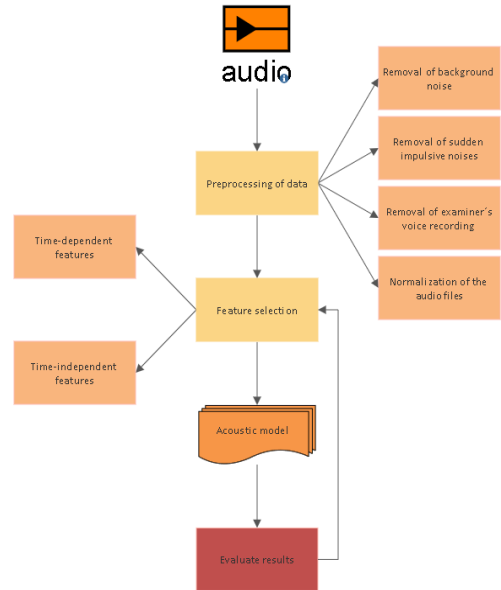 audio
Removal of background
noise
Removal of sudden
impulsive noises
Preprocessing of data
Removal of examiner´s
voice recording
Time-dependent
features
Normalization of the
audio files
Feature selection
Time-independent
features
Acoustic model
Evaluate results